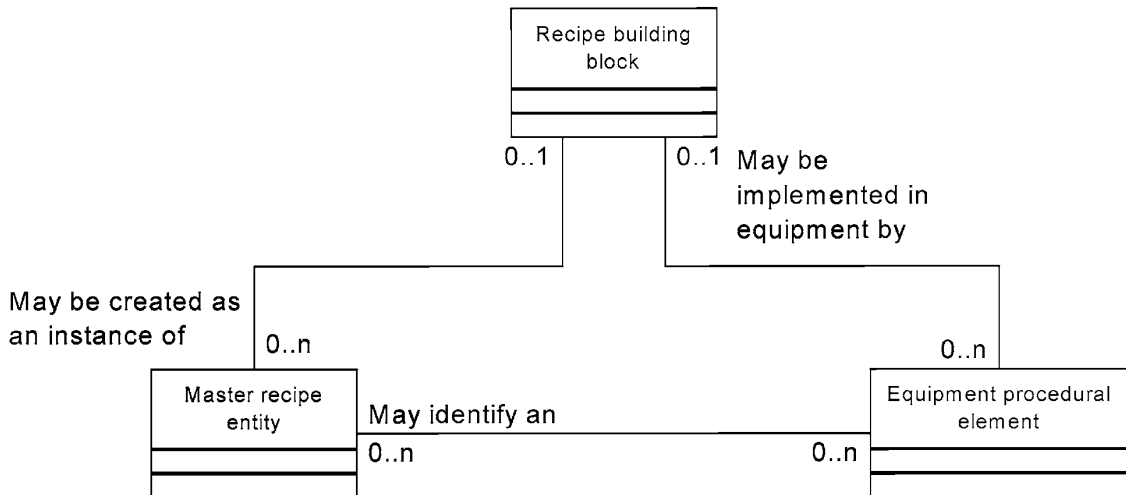 Recipe building
block
0..1
0..1
May be
implemented in
equipment by
May be created as
an instance of
0..n
0..n
Master recipe
entity
May identify an
Equipment procedural
element
0..n
0..n